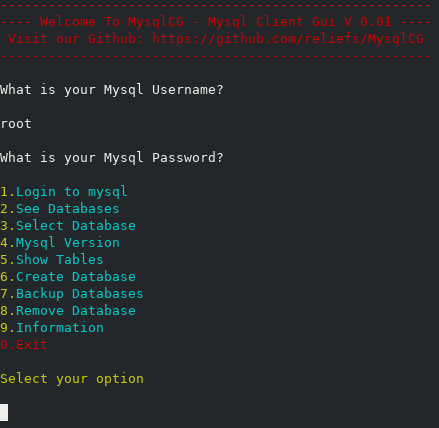 ------------------------------------------------------
---- Welcome To MysqlCG - Mysql Client Gui V 0.01 ----
Visit our Github: https://github.com/reliefs/MysqlCG
------------------------------------------------------
What is your Mysql Username?
root
What is your Mysql Password?
1.Login to mysql
2.See Databases
3.Select Database
4.Mysql Version
5.Show Tables
6.Create Database
7.Backup Databases
8.Remove Database
9.Information
0.Exit
Select your option